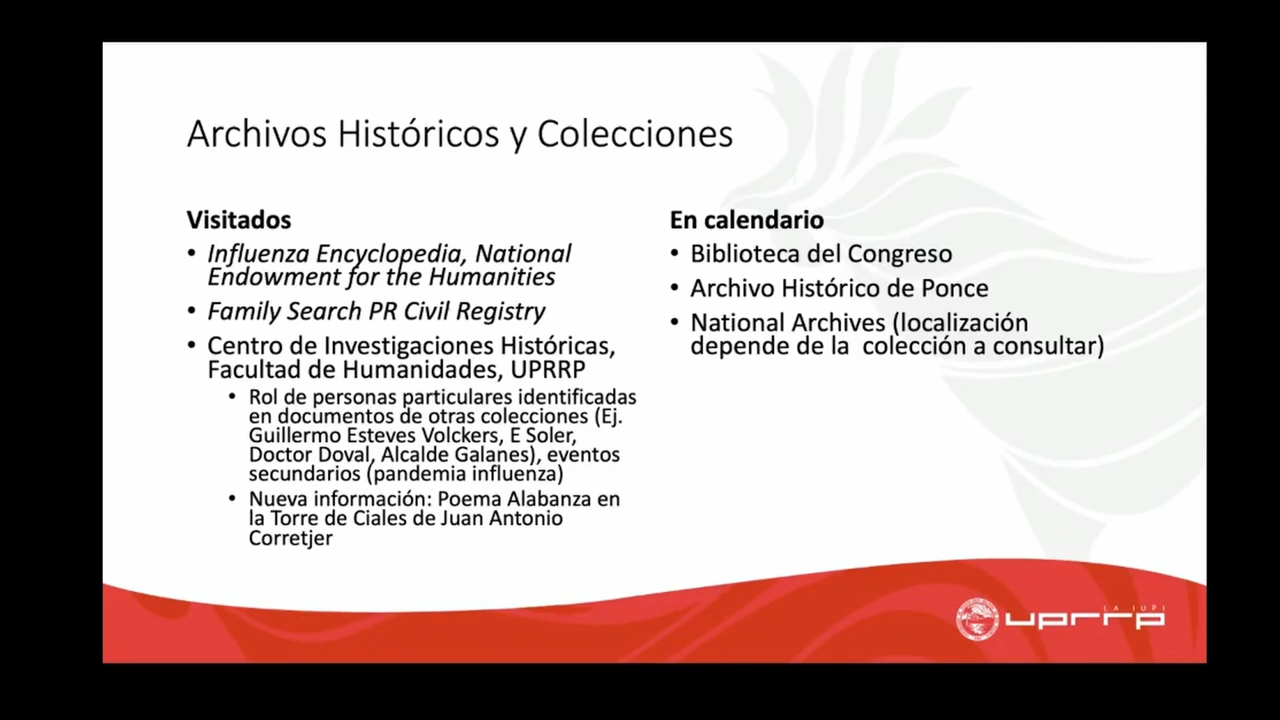 Archivos Históricos y Colecciones
Visitados
• Influenza Encyclopedia, National
Endowment for the Humanities
• Family Search PR Civil Registry
• Centro de Investigaciones Históricas,
Facultad de Humanidades, UPRRP
• Rol de personas particulares identificadas
en documentos de otras colecciones (Ej.
Guillermo Esteves Volckers, E Soler,
Doctor Doval, Alcalde Galanes), eventos
secundarios (pandemia influenza)
• Nueva información: Poema Alabanza en
la Torre de Ciales de Juan Antonio
Corretjer
En calendario
• Biblioteca del Congreso
• Archivo Histórico de Ponce
• National Archives (localización
depende de la  colección a consultar)
LA IUPI
uprrp